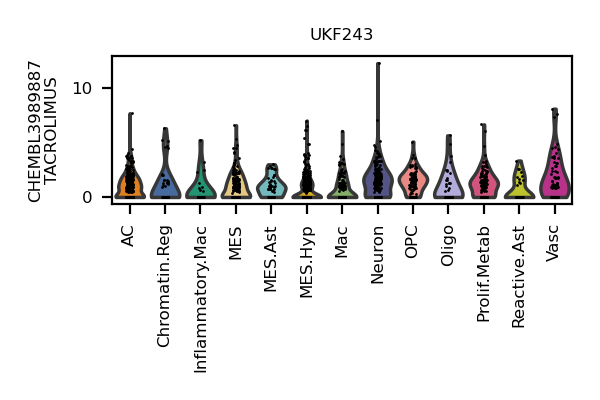 UKF243
CHEMBL3989887
TACROLIMUS
10
0
AC
Chromatin.Reg
Inflammatory.Mac
MES
MES.Ast
MES.Hyp
Mac
Neuron
OPC
Oligo
Prolif.Metab
Reactive.Ast
Vasc